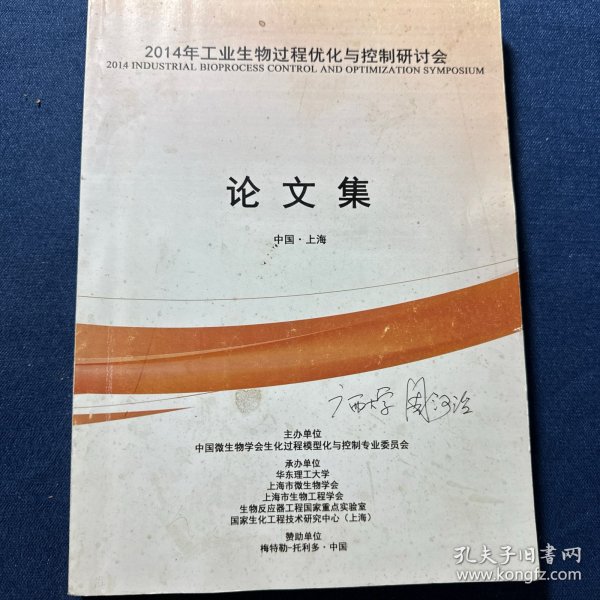 2014年工业生物过程优化与控制研讨会
2014 INDUSTRIAL BIOPROCESS CONTROL AND OPTIMIZATION SYMPOSIUM
论文集
中国·上海
广西大学
主办单位
中国微生物学会生化过程模型化与控制专业委员会
承办单位
华东理工大学
上海市微生物学会
上海市生物工程学会
生物反应器工程国家重点实验室
国家生化工程技术研究中心（上海）
赞助单位
梅特勒-托利多·中国
孔夫子旧书网
www.kongfz.com